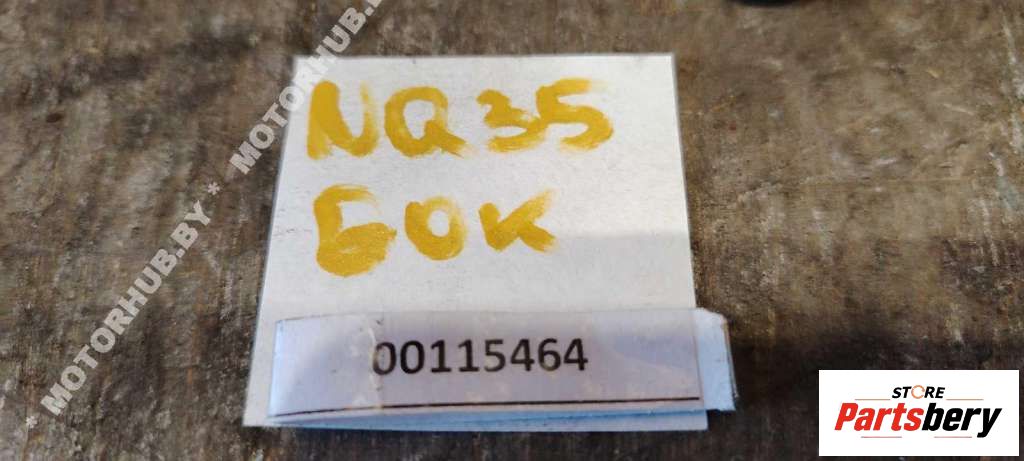 * MOTORHUB.BY * MOTORHUB.BY
NQ35
БОК
00115464
STORE
Partsbery